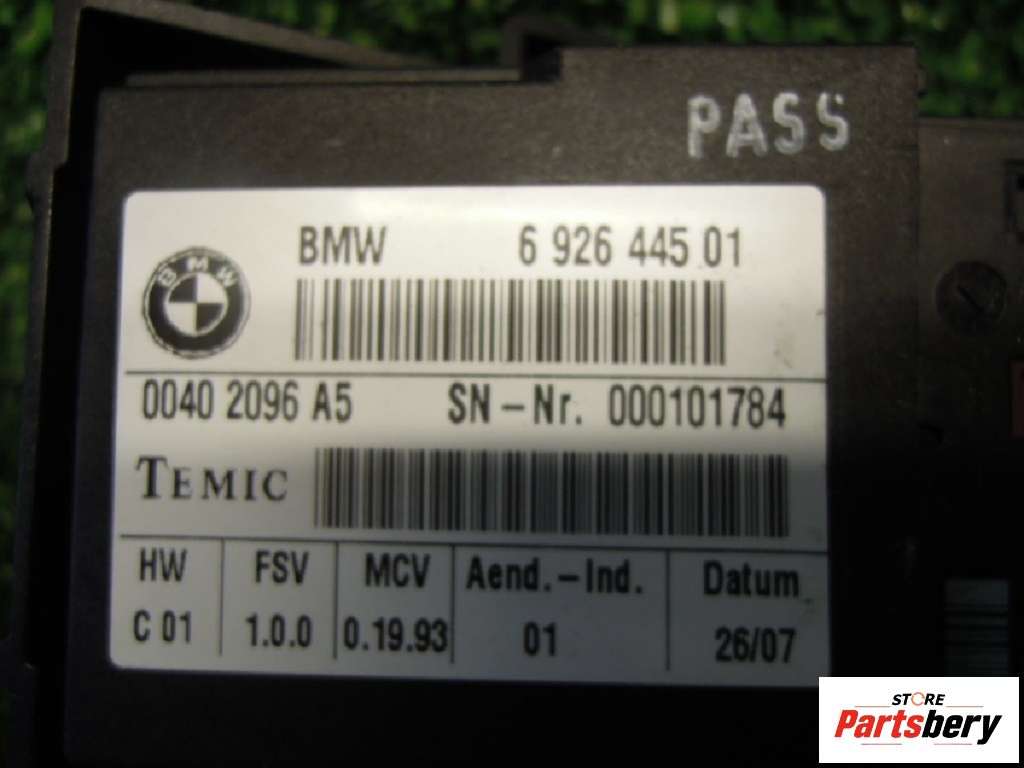 PASS
BMW 6 926 445 01
BMW
0040 2096 A5 SN-Nr. 000101784
TEMIC
HW FSV MCV Aend.-Ind. Datum
C 01 1.0.0 0.19.93 01 26/07
STORE
Partsbery